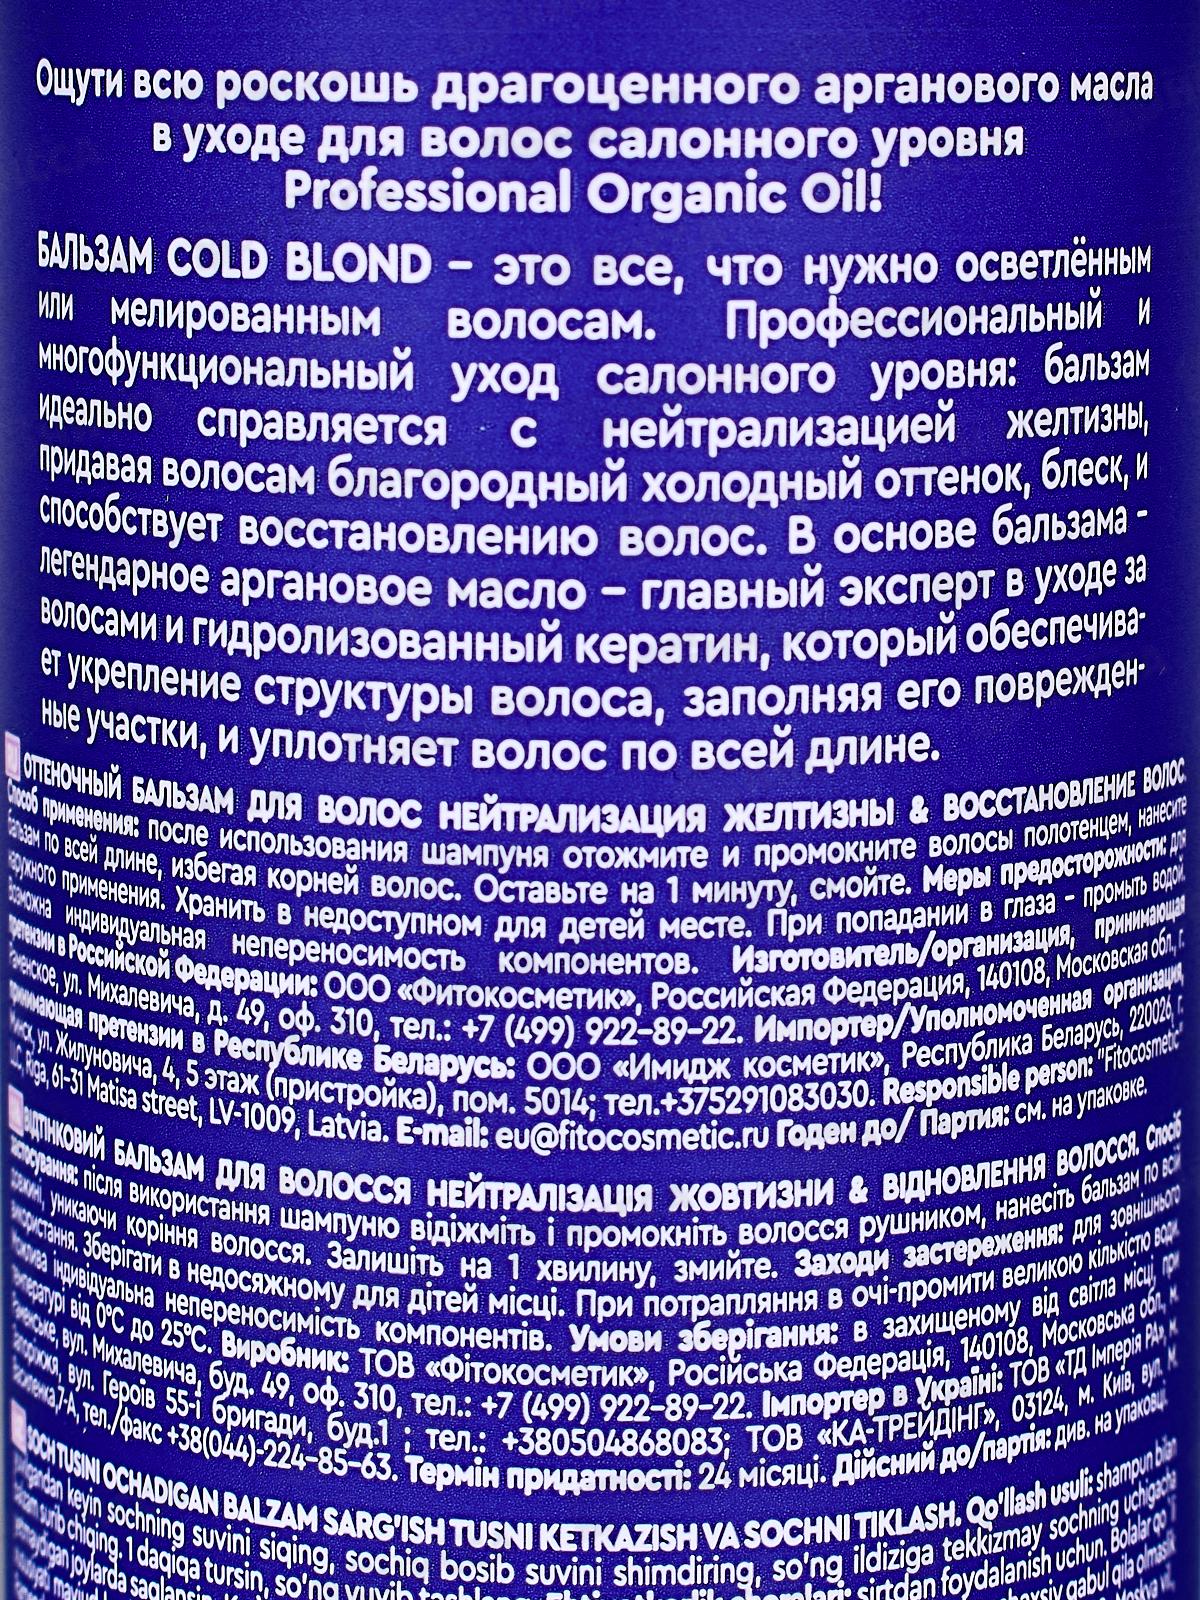 Ощути всю роскошь драгоценного арганового масла
в уходе для волос салонного уровня
Professional Organic Oil!
БАЛЬЗАМ COLD BLOND – это все, что нужно осветлённым
или мелированным волосам. Профессиональный и
многофункциональный уход салонного уровня: бальзам
идеально справляется с нейтрализацией желтизны,
придавая волосам благородный холодный оттенок, блеск, и
способствует восстановлению волос. В основе бальзама -
легендарное аргановое масло – главный эксперт в уходе за
волосами и гидролизованный кератин, который обеспечива-
ет укрепление структуры волоса, заполняя его поврежден-
ные участки, и уплотняет волос по всей длине.
RU ОТТЕНОЧНЫЙ БАЛЬЗАМ ДЛЯ ВОЛОС НЕЙТРАЛИЗАЦИЯ ЖЕЛТИЗНЫ & ВОССТАНОВЛЕНИЕ ВОЛОС.
Способ применения: после использования шампуня отожмите и промокните волосы полотенцем, нанесите
бальзам по всей длине, избегая корней волос. Оставьте на 1 минуту, смойте. Меры предосторожности: для
наружного применения. Хранить в недоступном для детей месте. При попадании в глаза - промыть водой.
Возможна индивидуальная непереносимость компонентов. Изготовитель/организация, принимающая
претензии в Российской Федерации: ООО «Фитокосметик», Российская Федерация, 140108, Московская обл., г.
Раменское, ул. Михалевича, д. 49, оф. 310, тел.: +7 (499) 922-89-22. Импортер/Уполномоченная организация,
принимающая претензии в Республике Беларусь: ООО «Имидж косметик», Республика Беларусь, 220026, г.
Минск, ул. Жилуновича, 4, 5 этаж (пристройка), пом. 5014; тел.+375291083030. Responsible person: "Fitocosmetic"
LLC, Riga, 61-31 Matisa street, LV-1009, Latvia. E-mail: eu@fitocosmetic.ru Годен до/ Партия: см. на упаковке.
ВІДТІНКОВИЙ БАЛЬЗАМ ДЛЯ ВОЛОССЯ НЕЙТРАЛІЗАЦІЯ ЖОВТИЗНИ & ВІДНОВЛЕННЯ ВОЛОССЯ. Спосіб
застосування: після використання шампуню відіжміть і промокніть волосся рушником, нанесіть бальзам по всій
довжині, уникаючи коріння волосся. Залишіть на 1 хвилину, змийте. Заходи застереження: для зовнішнього
використання. Зберігати в недосяжному для дітей місці. При потраплянні в очі-промити великою кількістю води.
Можлива індивідуальна непереносимість компонентів. Умови зберігання: в захищеному від світла місці, при
температурі від 0°С до 25°С. Виробник: ТОВ «Фітокосметик», Російська Федерація, 140108, Московська обл., м.
Раменське, вул. Михалевича, буд. 49, оф. 310, тел.: +7 (499) 922-89-22. Імпортер в Україні: ТОВ «ТД Імперія РД», м.
Запоріжжя, вул. Героїв 55-ї бригади, буд.1 ; тел.: +380504868083; ТОВ «КА-ТРЕЙДІНГ», 03124, м. Київ, вул. М.
Василенка,7-А, тел./факс +38(044)-224-85-63. Термін придатності: 24 місяці. Дійсний до/партія: див. на упаковці.
SOCH TUSINI OCHADIGAN BALZAM SARG'ISH TUSNI KETKAZISH VA SOCHNI TIKLASH. Qo'llash usuli: shampun bilan
yuvgandan keyin sochning suvini siqing, sochiq bosib suvini shimdiring, so'ng ildiziga tekkizmay sochning uchigacha
surib chiqing. 1 daqiqa tursin, so'ng yuvib tashlang. sirtdan foydalanish uchun. Bolalar qo'l
joylarda saqlansin. shaxsiy qabul qila olmaslik